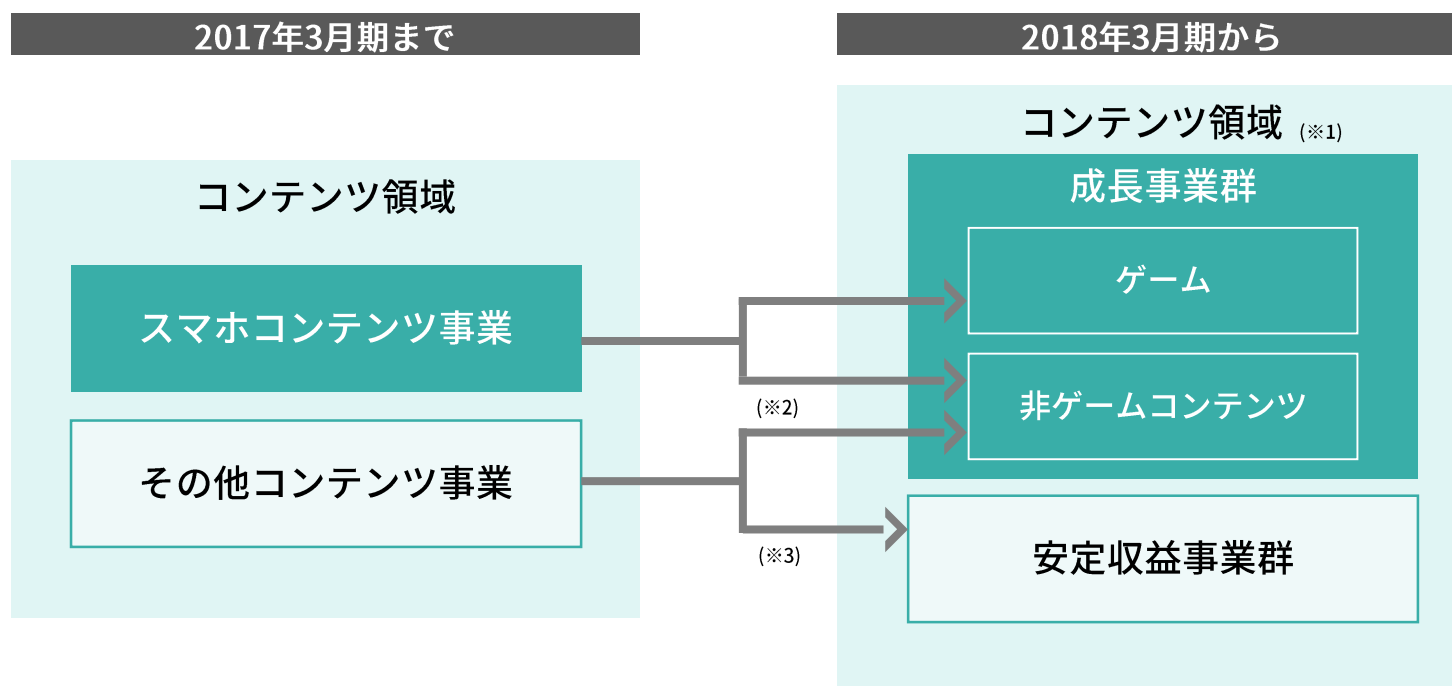 2017年3月期まで
コンテンツ領域
スマホコンテンツ事業
その他コンテンツ事業
(※2)
(※3)
2018年3月期から
コンテンツ領域 (※1)
成長事業群
ゲーム
非ゲームコンテンツ
安定収益事業群